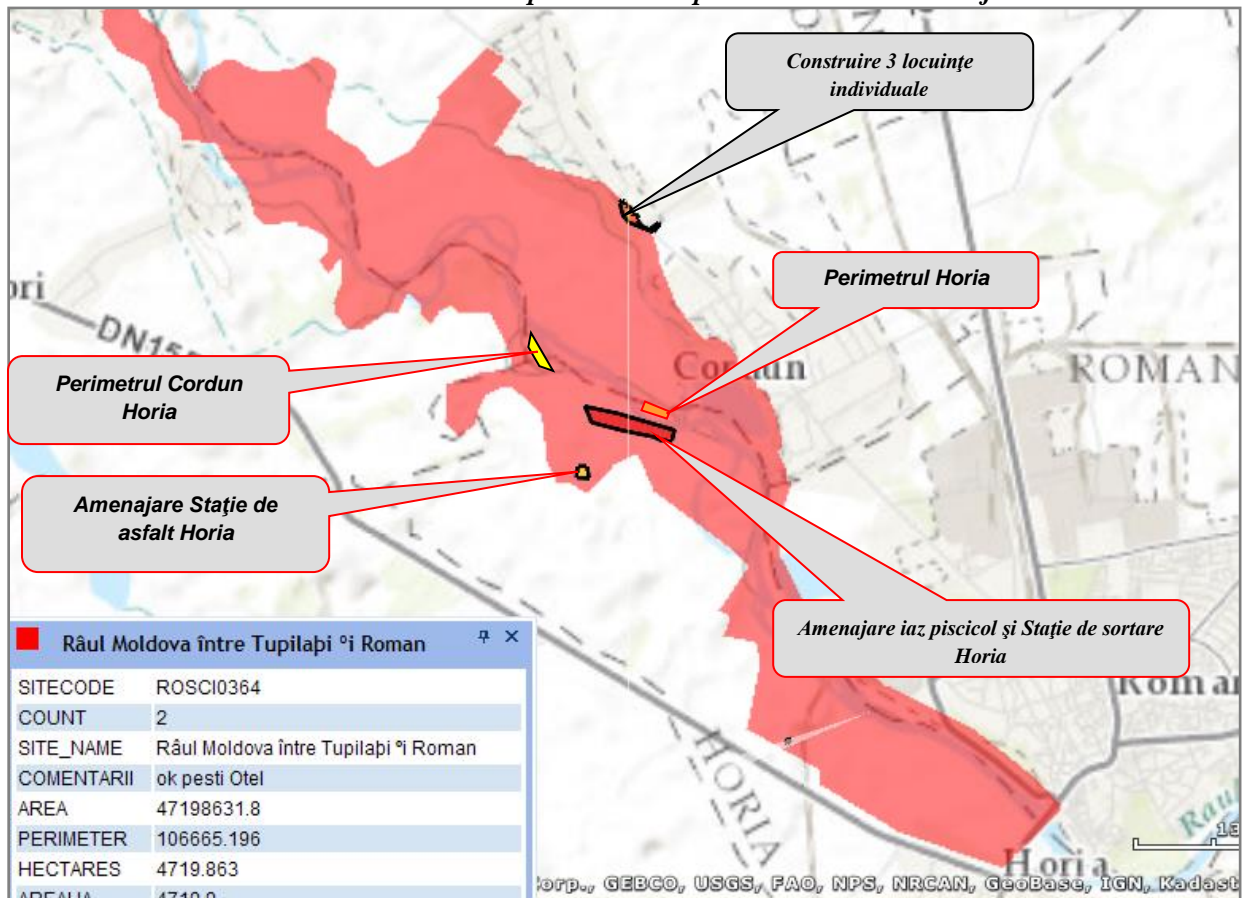 Construire 3 locuinţe
individuale
Perimetrul Horia
DN15
Cordun
ROMAN
Perimetrul Cordun
Horia
Amenajare Staţie de
asfalt Horia
Amenajare iaz piscicol şi Staţie de sortare
Horia
Râul Moldova între Tupilaþi ºi Roman
SITECODE ROSCI0364
COUNT 2
SITE_NAME Râul Moldova între Tupilaþi ºi Roman
COMENTARII ok pesti Otel
AREA 47198631.8
PERIMETER 106665.196
HECTARES 4719.863
HORIA
Horia
orp., GEBCO, USGS, FAO, NPS, NRCAN, GeoBase, IGN, Kadast